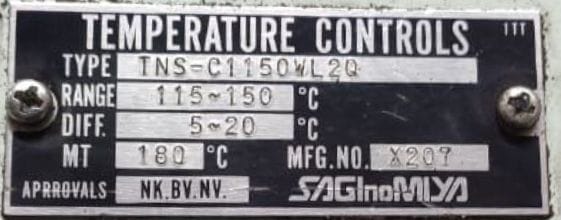 TEMPERATURE CONTROLS
TYPE TNS-C1150WL2Q
RANGE 115~150 °C
DIFF. 5~20 °C
MT 180 °C MFG.NO. X207
APRROVALS NK.BV.NV. SAGInoMIYA